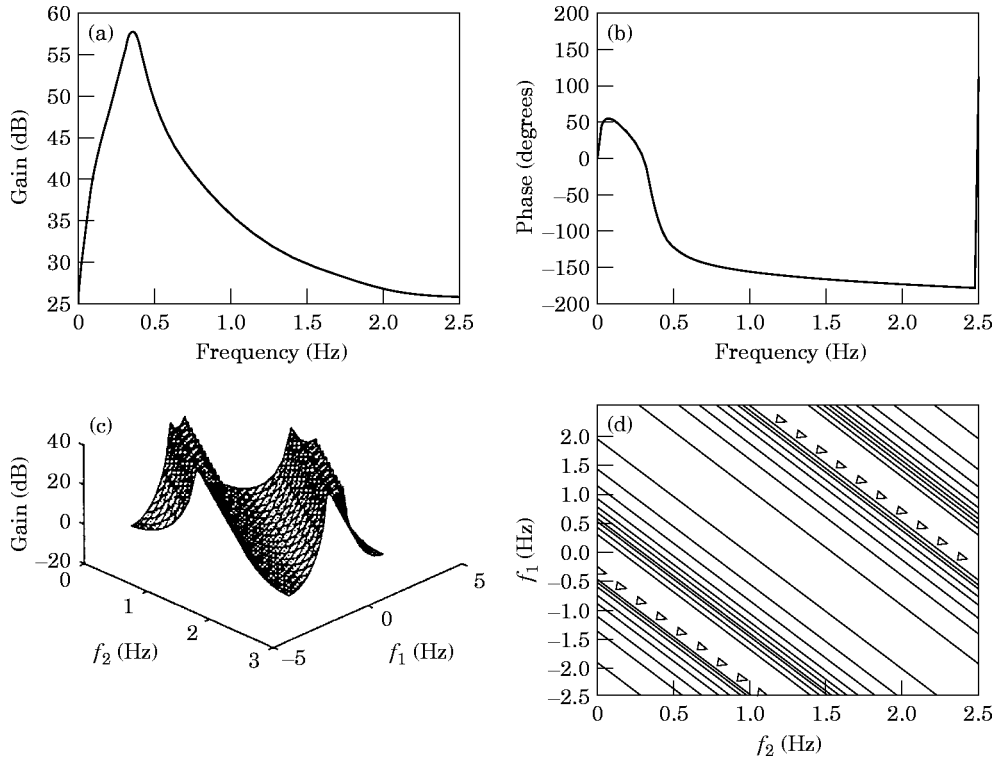 (a)
Gain (dB)
60
55
50
45
40
35
30
25
0 0.5 1.0 1.5 2.0 2.5
Frequency (Hz)
(b)
Phase (degrees)
200
150
100
50
0
−50
−100
−150
−200
0 0.5 1.0 1.5 2.0 2.5
Frequency (Hz)
(c)
Gain (dB)
40
20
0
−20
0
1
2
3
f2 (Hz)
−5
0
5
f1 (Hz)
(d)
f1 (Hz)
2.0
1.5
1.0
0.5
0.0
−0.5
−1.0
−1.5
−2.0
−2.5
0 0.5 1.0 1.5 2.0 2.5
f2 (Hz)